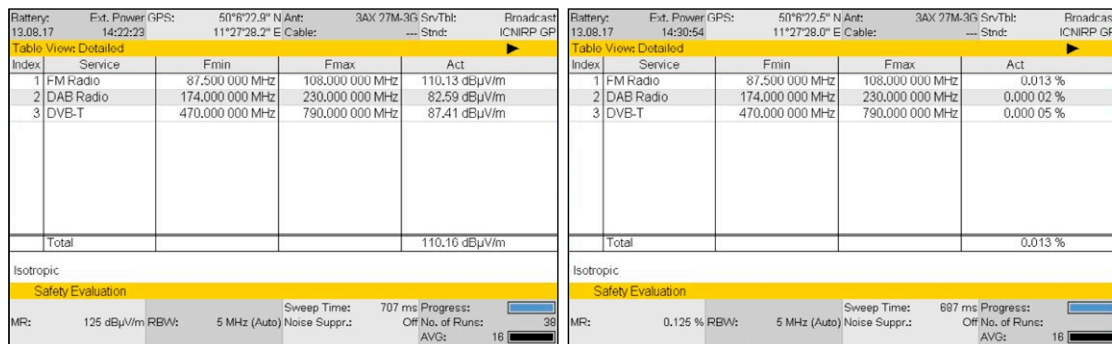 Battery: Ext. Power GPS: 50°6'22.8" N Ant: 3AX 27M-3G SrvTbl: Broadcast
13.08.17 14:22:23 11°27'28.2" E Cable: --- Stnd: ICNIRP GP
Table View: Detailed
Index Service Fmin Fmax Act
1 FM Radio 87.500 000 MHz 108.000 000 MHz 110.13 dBµV/m
2 DAB Radio 174.000 000 MHz 230.000 000 MHz 82.59 dBµV/m
3 DVB-T 470.000 000 MHz 790.000 000 MHz 87.41 dBµV/m
Total 110.16 dBµV/m
Isotropic
Safety Evaluation
Sweep Time: 707 ms Progress:
MR: 125 dBµV/m RBW: 5 MHz (Auto) Noise Suppr.: Off No. of Runs: 38
AVG: 16
Battery: Ext. Power GPS: 50°6'22.5" N Ant: 3AX 27M-3G SrvTbl: Broadcas
13.08.17 14:30:54 11°27'28.0" E Cable: --- Stnd: ICNIRP GP
Table View: Detailed
Index Service Fmin Fmax Act
1 FM Radio 87.500 000 MHz 108.000 000 MHz 0.013 %
2 DAB Radio 174.000 000 MHz 230.000 000 MHz 0.000 02 %
3 DVB-T 470.000 000 MHz 790.000 000 MHz 0.000 05 %
Total 0.013 %
Isotropic
Safety Evaluation
Sweep Time: 687 ms Progress:
MR: 0.125 % RBW: 5 MHz (Auto) Noise Suppr.: Off No. of Runs:
AVG: 16